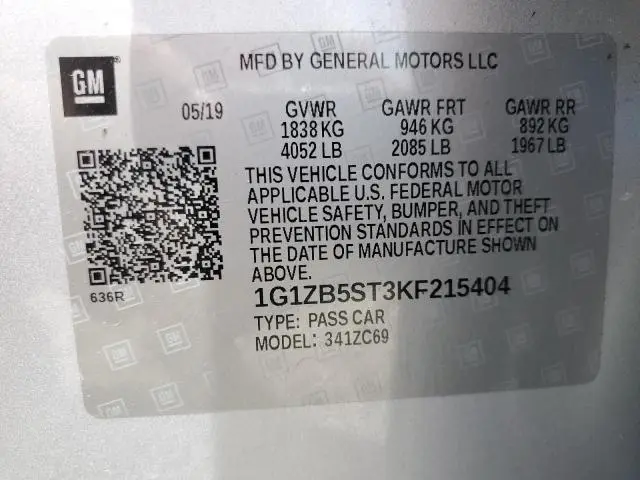 GM
MFD BY GENERAL MOTORS LLC
05/19 GVWR GAWR FRT GAWR RR
1838 KG 946 KG 892 KG
4052 LB 2085 LB 1967 LB
THIS VEHICLE CONFORMS TO ALL
APPLICABLE U.S. FEDERAL MOTOR
VEHICLE SAFETY, BUMPER, AND THEFT
PREVENTION STANDARDS IN EFFECT ON
THE DATE OF MANUFACTURE SHOWN
ABOVE.
636R
1G1ZB5ST3KF215404
TYPE: PASS CAR
MODEL: 341ZC69